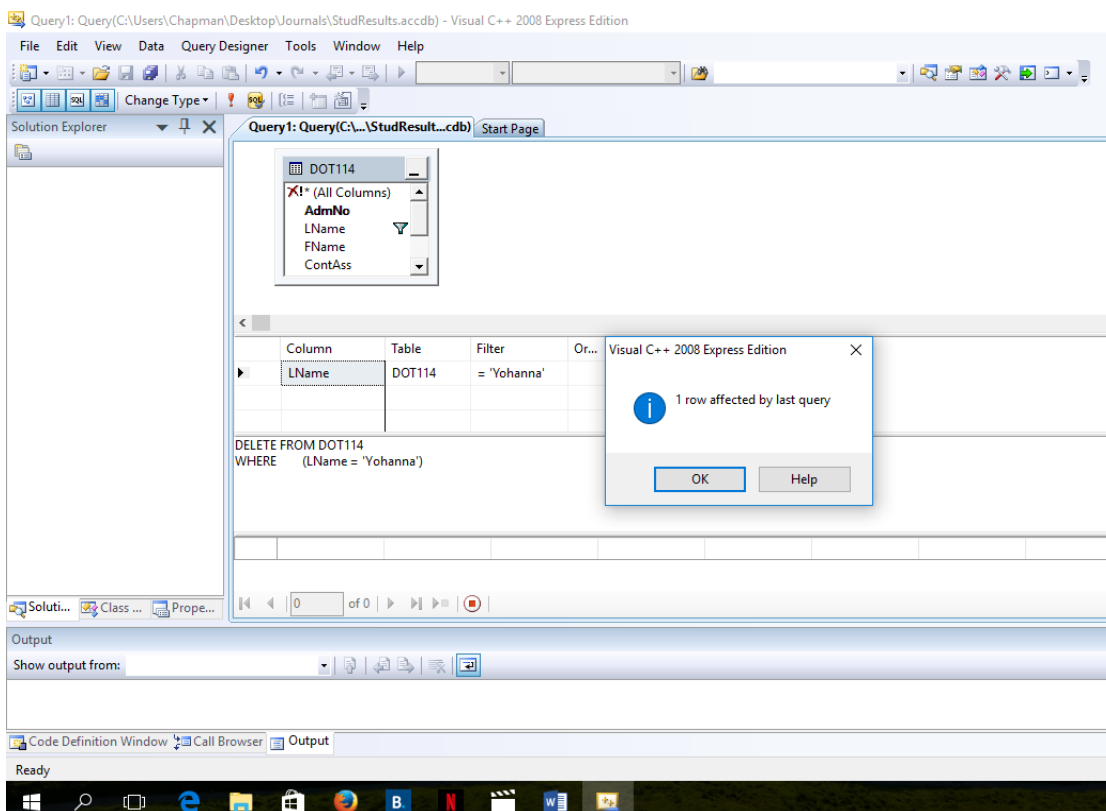 Query1: Query(C:\Users\Chapman\Desktop\Journals\StudResults.accdb) - Visual C++ 2008 Express Edition
File Edit View Data Query Designer Tools Window Help
SQL Change Type SQL
Solution Explorer
Query1: Query(C:\...\StudResult...cdb) Start Page
DOT114
* (All Columns)
AdmNo
LName
FName
ContAss
Column Table Filter Or...
LName DOT114 = 'Yohanna'
Visual C++ 2008 Express Edition
1 row affected by last query
OK Help
DELETE FROM DOT114
WHERE (LName = 'Yohanna')
0 of 0
Soluti... Class ... Prope...
Output
Show output from:
Code Definition Window Call Browser Output
Ready
B. N W